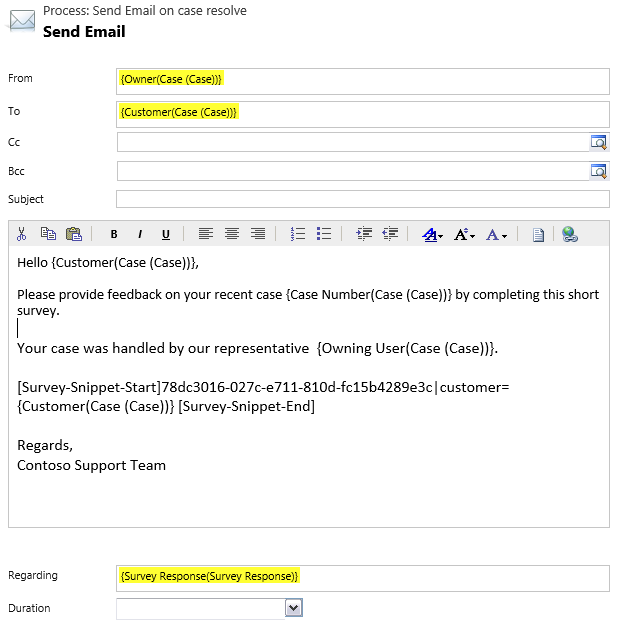 Process: Send Email on case resolve
Send Email
From {Owner(Case (Case))}
To {Customer(Case (Case))}
Cc
Bcc
Subject
B I U A A A
Hello {Customer(Case (Case))},
Please provide feedback on your recent case {Case Number(Case (Case))} by completing this short
survey.
Your case was handled by our representative  {Owning User(Case (Case))}.
[Survey-Snippet-Start]78dc3016-027c-e711-810d-fc15b4289e3c|customer=
{Customer(Case (Case))} [Survey-Snippet-End]
Regards,
Contoso Support Team
Regarding {Survey Response(Survey Response)}
Duration